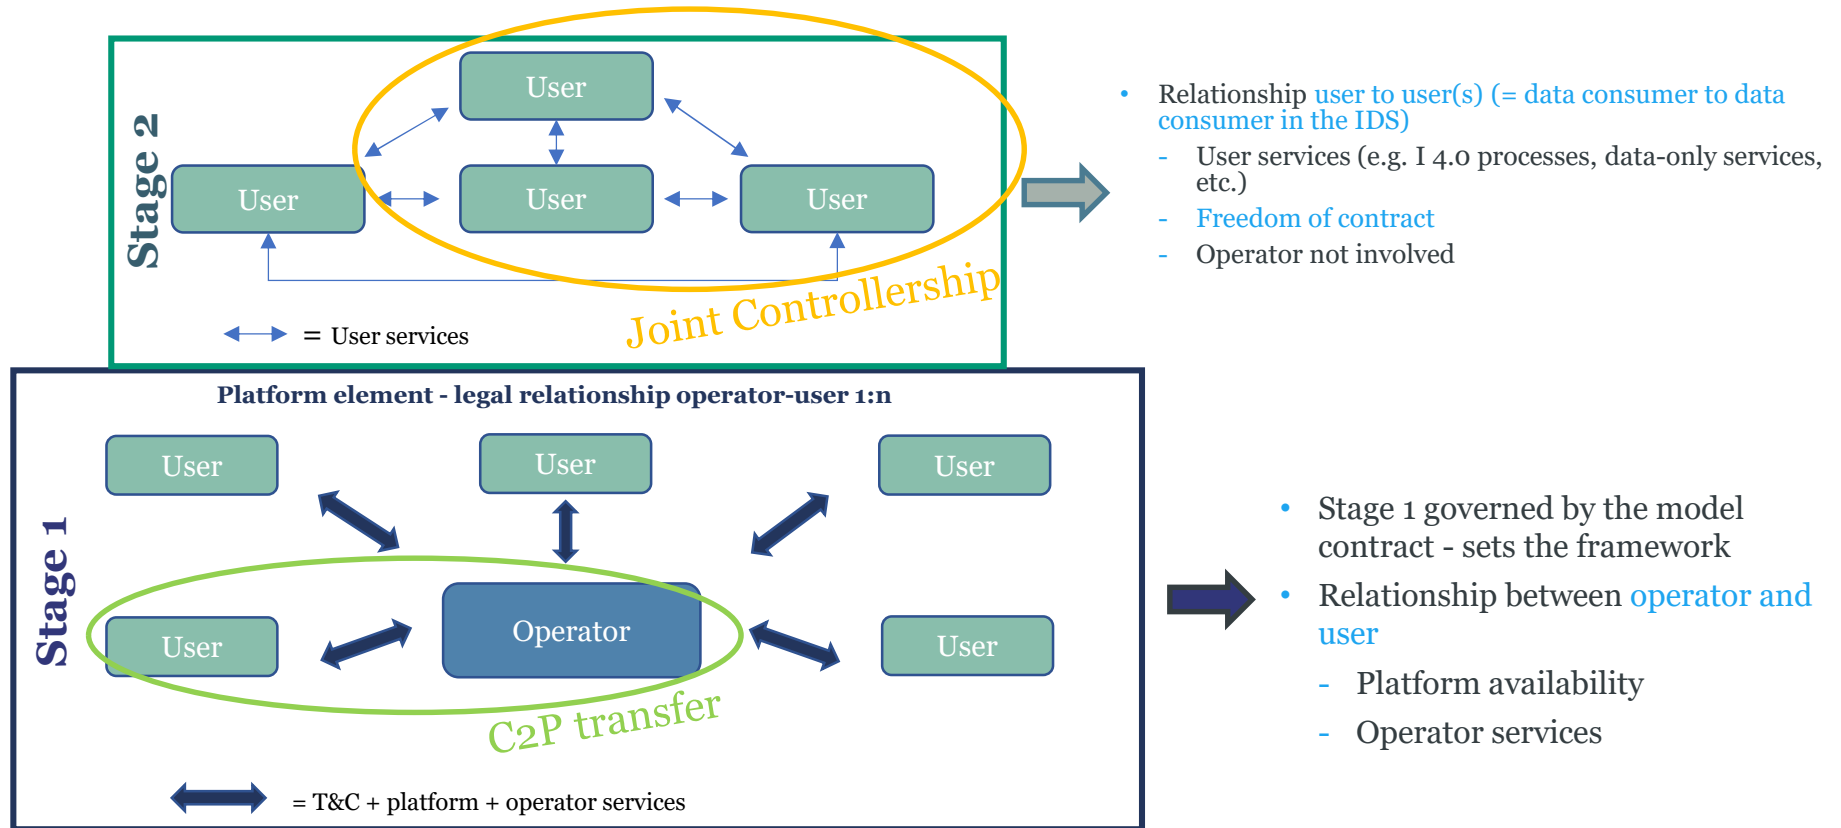 Stage 2
User
User
User
User
= User services
Joint Controllership
• Relationship user to user(s) (= data consumer to data
consumer in the IDS)
- User services (e.g. I 4.0 processes, data-only services,
etc.)
- Freedom of contract
- Operator not involved
Platform element - legal relationship operator-user 1:n
Stage 1
User
User
User
User
Operator
User
C2P transfer
= T&C + platform + operator services
• Stage 1 governed by the model
contract - sets the framework
• Relationship between operator and
user
- Platform availability
- Operator services